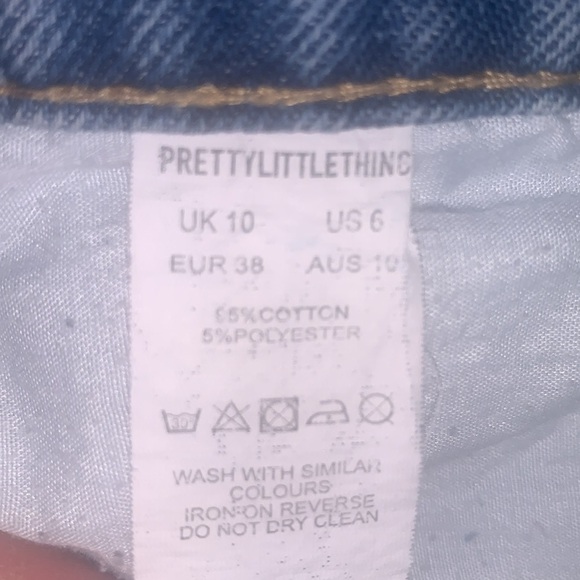 PRETTYLITTLETHING
UK 10 US 6
EUR 38 AUS 10
95%COTTON
5%POLYESTER
30°
WASH WITH SIMILAR
COLOURS
IRON ON REVERSE
DO NOT DRY CLEAN